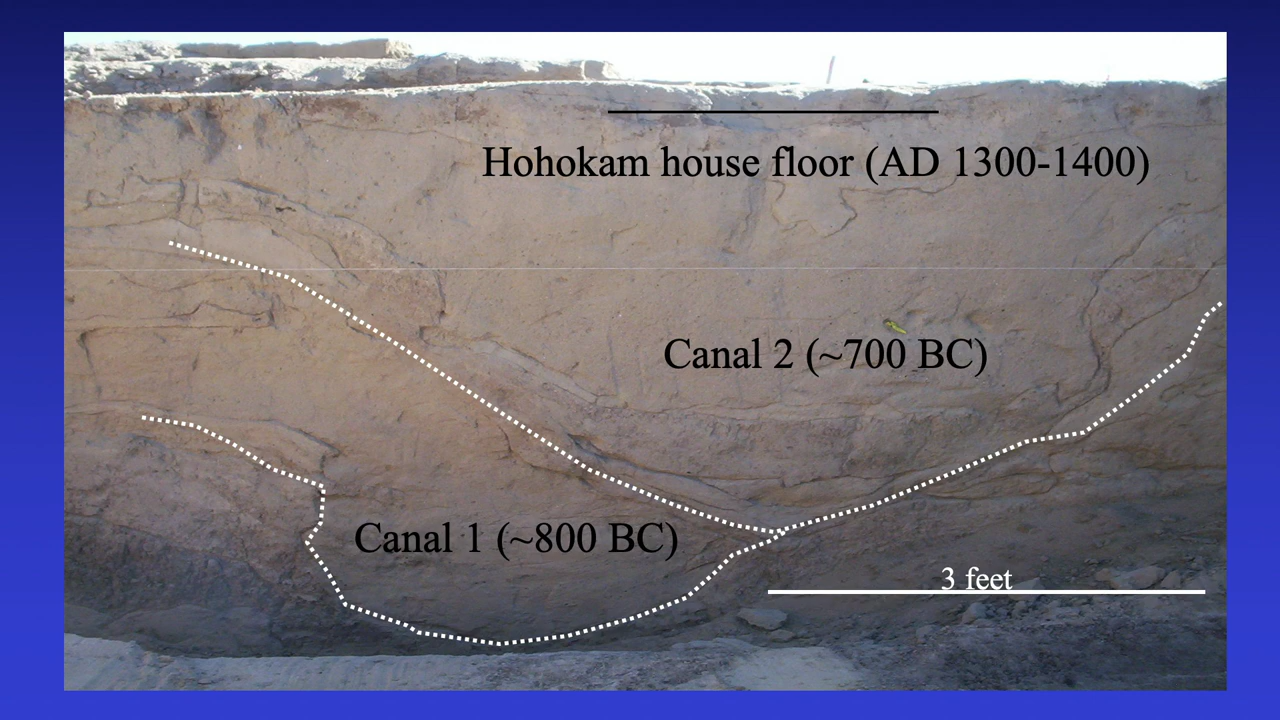 Hohokam house floor (AD 1300-1400)
Canal 2 (~700 BC)
Canal 1 (~800 BC)
3 feet